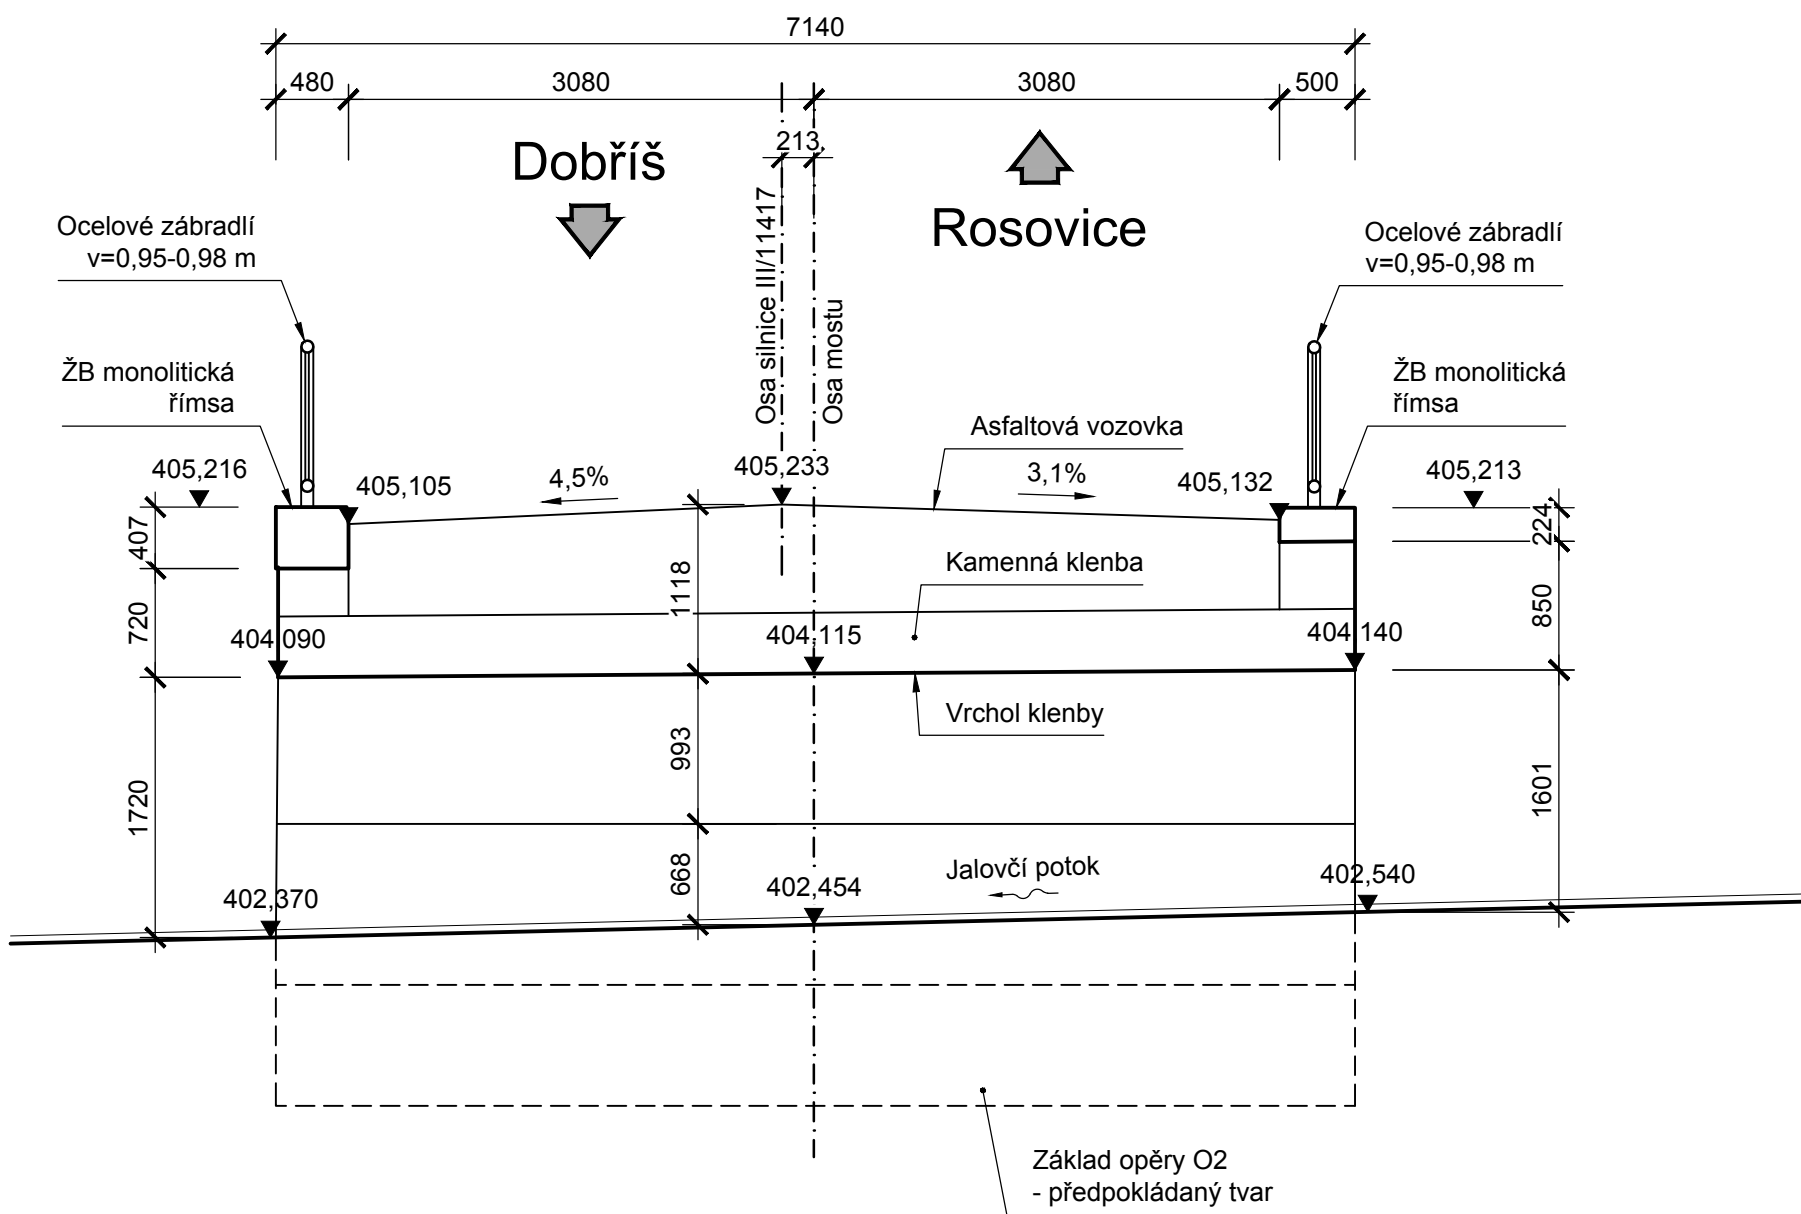 7140
480
3080
3080
500
213
Dobříš
Rosovice
Osa silnice III/11417
Osa mostu
Ocelové zábradlí
v=0,95-0,98 m
Ocelové zábradlí
v=0,95-0,98 m
ŽB monolitická
římsa
ŽB monolitická
římsa
Asfaltová vozovka
405,216
405,105
4,5%
405,233
3,1%
405,132
405,213
407
224
Kamenná klenba
1118
720
850
404,090
404,115
404,140
Vrchol klenby
993
1720
1601
668
Jalovčí potok
402,370
402,454
402,540
Základ opěry O2
- předpokládaný tvar